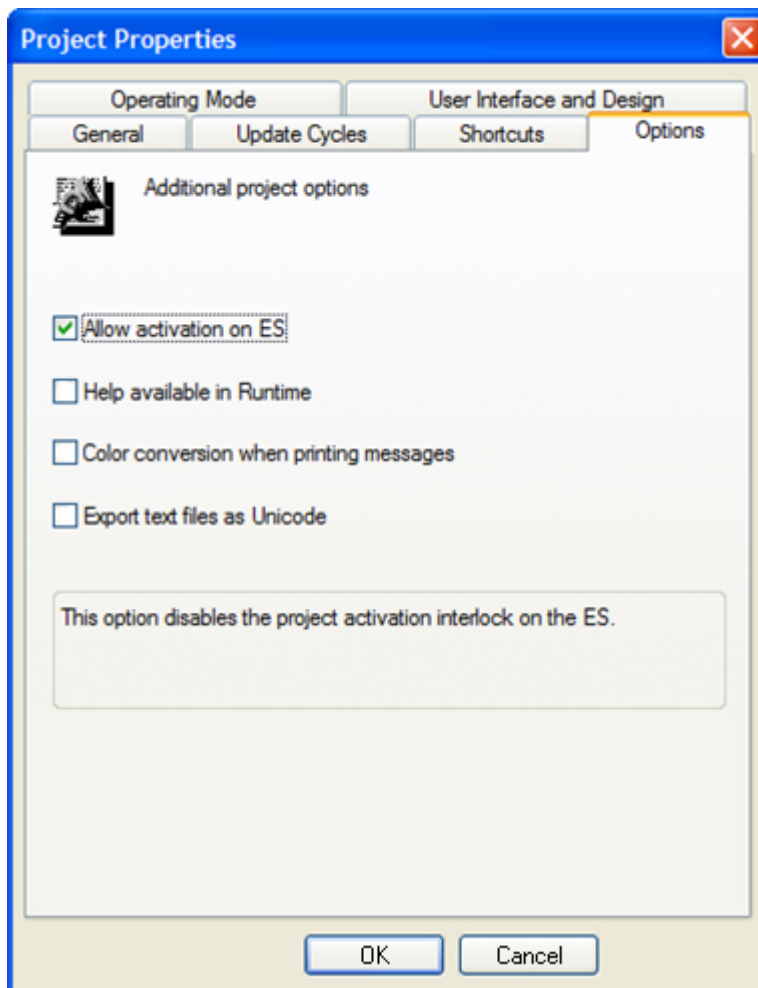 Project Properties
Operating Mode
User Interface and Design
General
Update Cycles
Shortcuts
Options
Additional project options
Allow activation on ES
Help available in Runtime
Color conversion when printing messages
Export text files as Unicode
This option disables the project activation interlock on the ES.
OK
Cancel